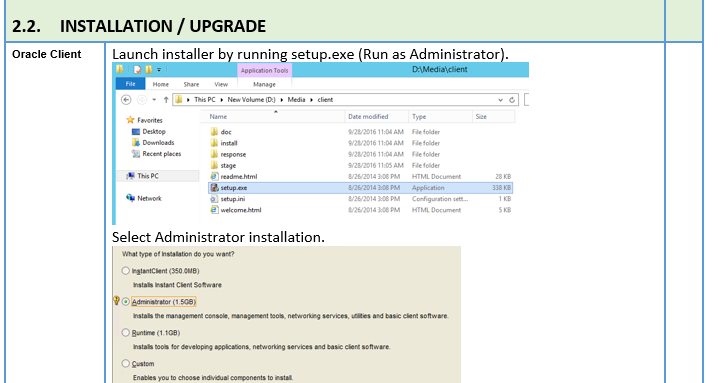 2.2. INSTALLATION / UPGRADE
Oracle Client
Launch installer by running setup.exe (Run as Administrator).
Application Tools
D:\Media\client
File Home Share View Manage
This PC New Volume (D:) Media client
Name Date modified Type Size
Favorites
Desktop
Downloads
Recent places
This PC
Network
doc 9/28/2016 11:04 AM File folder
install 9/28/2016 11:04 AM File folder
response 9/28/2016 11:04 AM File folder
stage 9/28/2016 11:05 AM File folder
readme.html 8/26/2014 3:08 PM HTML Document 28 KB
setup.exe 8/26/2014 3:08 PM Application 338 KB
setup.ini 8/26/2014 3:08 PM Configuration sett... 1 KB
welcome.html 8/26/2014 3:08 PM HTML Document 5 KB
Select Administrator installation.
What type of Installation do you want?
InstantClient (350.0MB)
Installs Instant Client Software
Administrator (1.5GB)
Installs the management console, management tools, networking services, utilities and basic client software.
Runtime (1.1GB)
Installs tools for developing applications, networking services and basic client software.
Custom
Enables you to choose individual components to install.